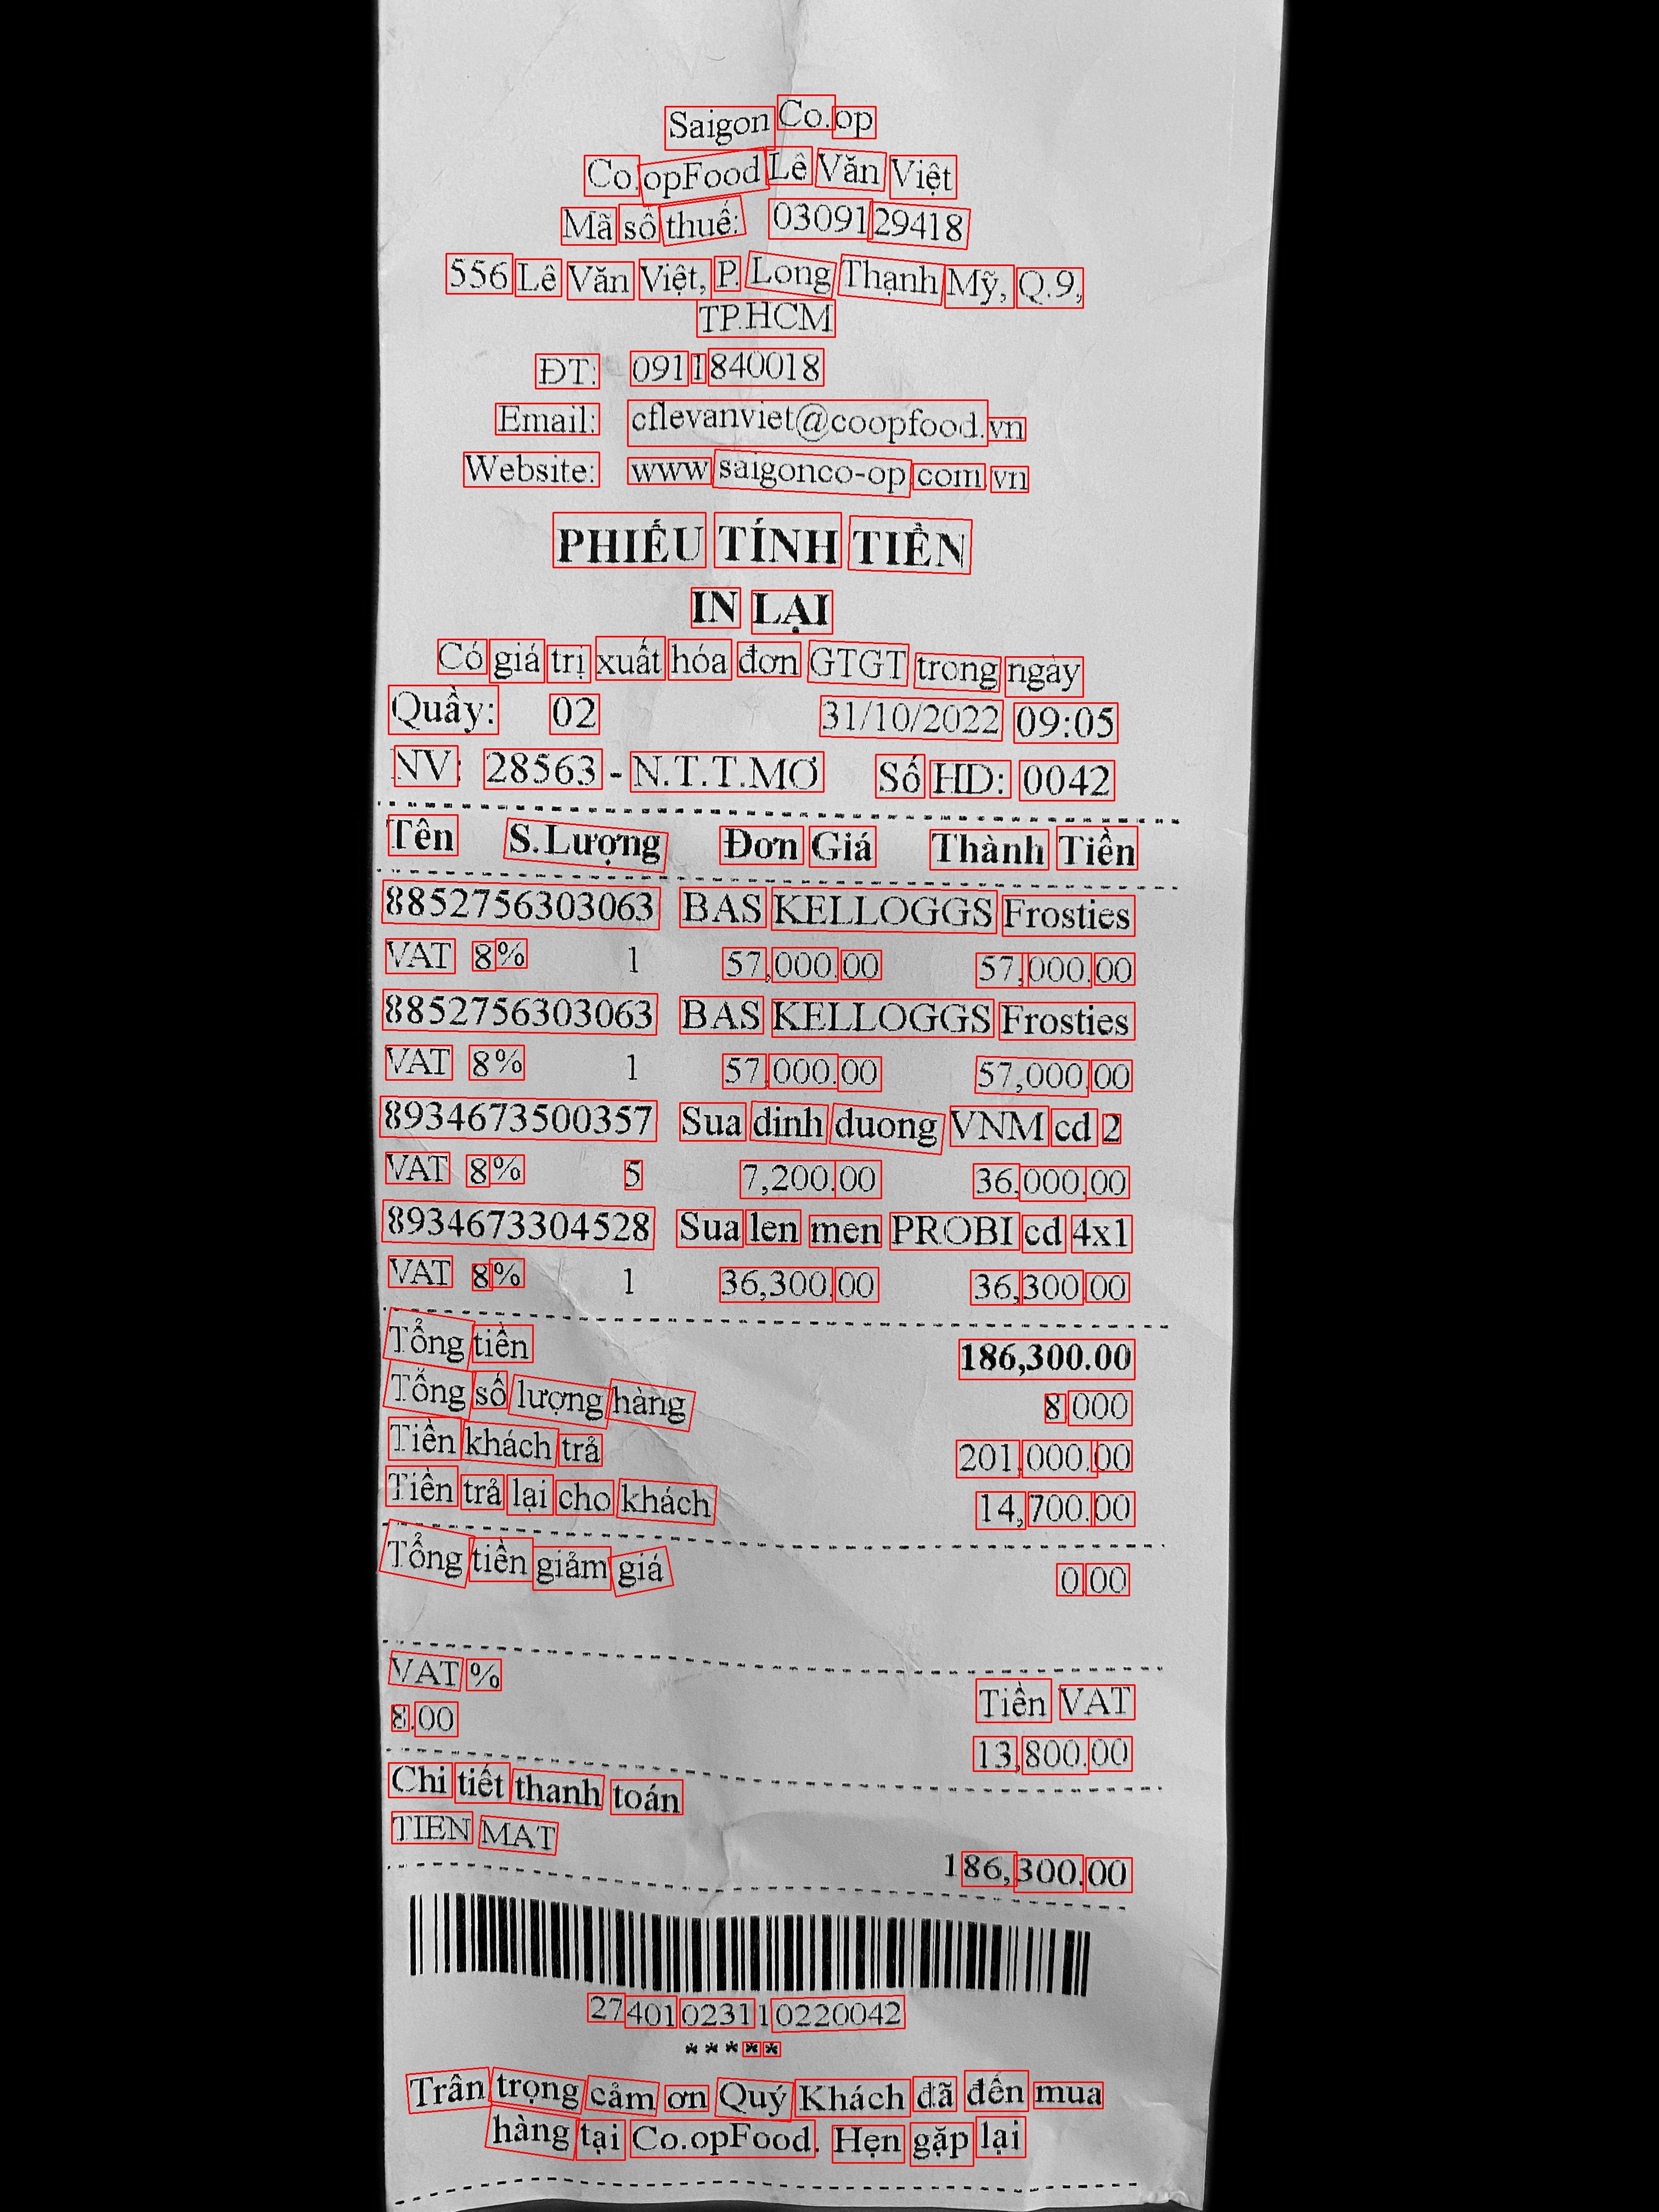 Saigon Co.op
Co.opFood Lê Văn Việt
Mã số thuế: 0309129418
556 Lê Văn Việt, P. Long Thạnh Mỹ, Q.9,
TP.HCM
ĐT: 0911840018
Email: cflevanviet@coopfood.vn
Website: www.saigonco-op.com.vn
PHIẾU TÍNH TIỀN
IN LẠI
Có giá trị xuất hóa đơn GTGT trong ngày
Quầy: 02 31/10/2022 09:05
NV: 28563 - N.T.T.MƠ Số HD: 0042
Tên S.Lượng Đơn Giá Thành Tiền
8852756303063 BAS KELLOGGS Frosties
VAT 8% 1 57,000.00 57,000.00
8852756303063 BAS KELLOGGS Frosties
VAT 8% 1 57,000.00 57,000.00
8934673500357 Sua dinh duong VNM cd 2
VAT 8% 5 7,200.00 36,000.00
8934673304528 Sua len men PROBI cd 4x1
VAT 8% 1 36,300.00 36,300.00
Tổng tiền 186,300.00
Tổng số lượng hàng 8.000
Tiền khách trả 201,000.00
Tiền trả lại cho khách 14,700.00
Tổng tiền giảm giá 0.00
VAT % Tiền VAT
8.00 13,800.00
Chi tiết thanh toán
TIEN MAT 186,300.00
27401023110220042
*****
Trân trọng cảm ơn Quý Khách đã đến mua
hàng tại Co.opFood. Hẹn gặp lại